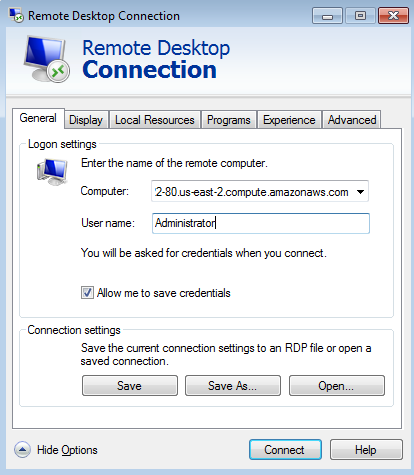 Remote Desktop Connection
Remote Desktop
Connection
General
Display
Local Resources
Programs
Experience
Advanced
Logon settings
Enter the name of the remote computer.
Computer:
2-80.us-east-2.compute.amazonaws.com
User name:
Administrator
You will be asked for credentials when you connect.
Allow me to save credentials
Connection settings
Save the current connection settings to an RDP file or open a
saved connection.
Save
Save As...
Open...
Hide Options
Connect
Help